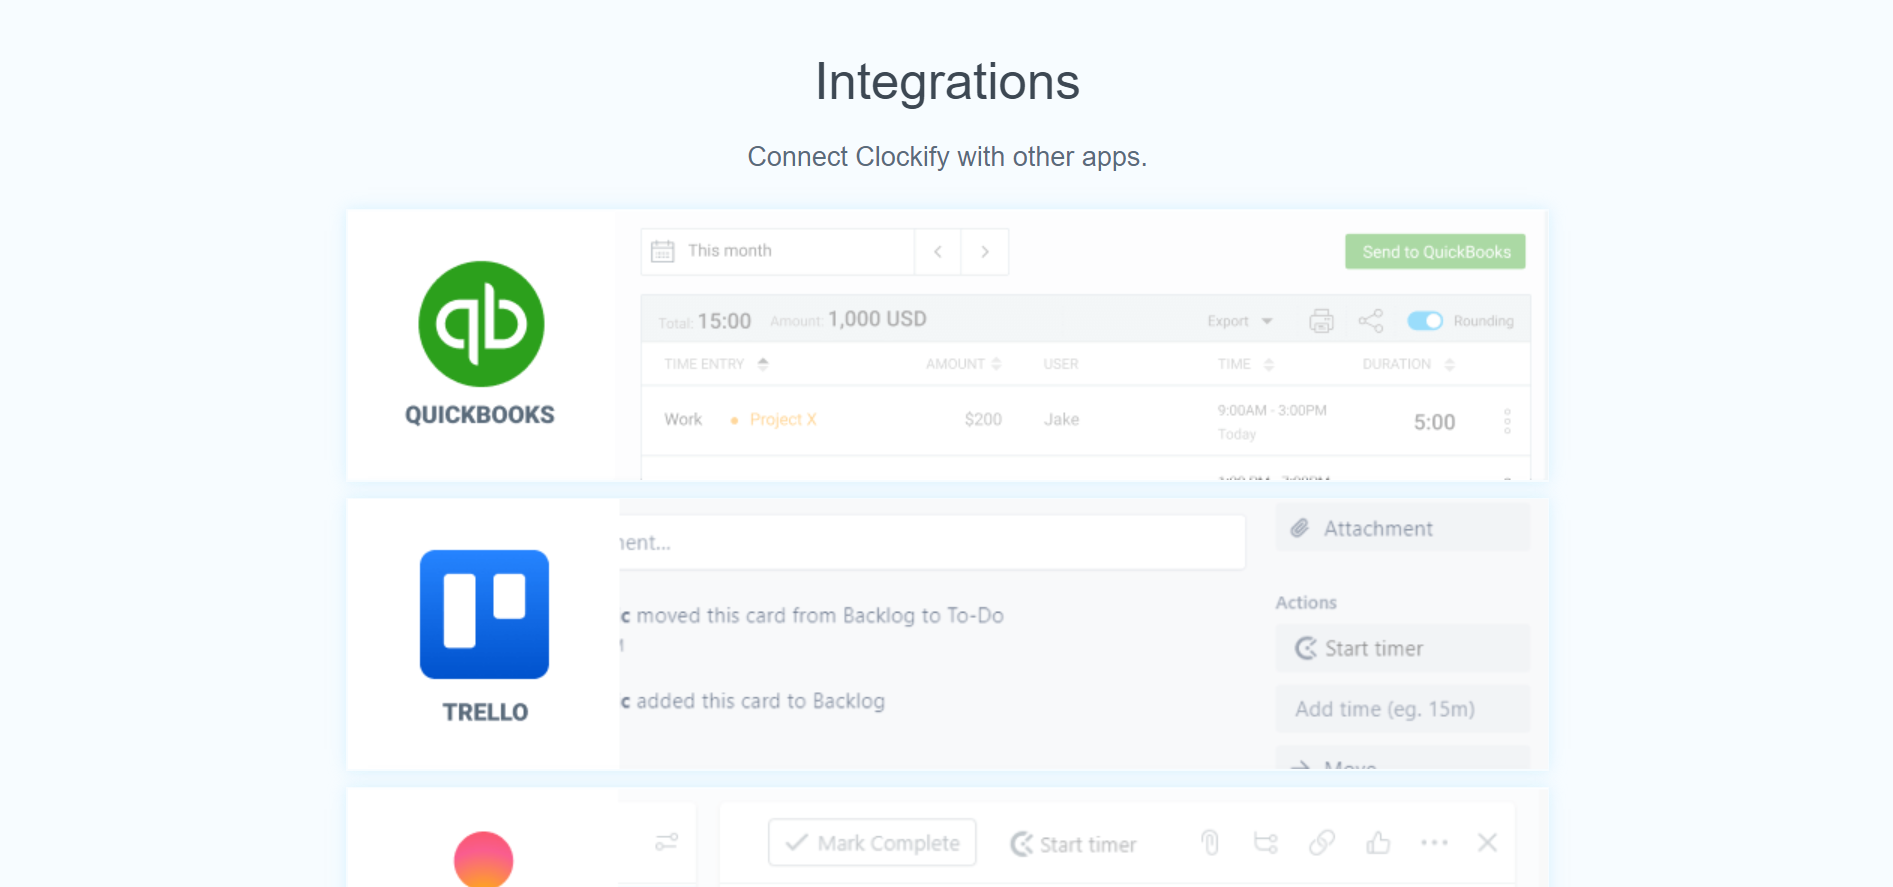 Integrations
Connect Clockify with other apps.
This month
Send to QuickBooks
Total: 15:00 Amount: 1,000 USD Export Rounding
TIME ENTRY AMOUNT USER TIME DURATION
Work Project X $200 Jake 9:00AM - 3:00PM 5:00
Today
QUICKBOOKS
ent...
Attachment
Actions
c moved this card from Backlog to To-Do
Start timer
c added this card to Backlog
Add time (eg. 15m)
Move
TRELLO
Mark Complete Start timer